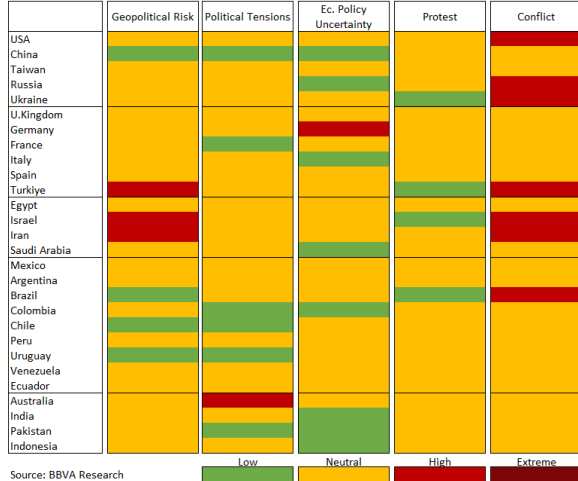 Geopolitical Risk Political Tensions Ec. Policy Uncertainty Protest Conflict
USA
China
Taiwan
Russia
Ukraine
U.Kingdom
Germany
France
Italy
Spain
Turkiye
Egypt
Israel
Iran
Saudi Arabia
Mexico
Argentina
Brazil
Colombia
Chile
Peru
Uruguay
Venezuela
Ecuador
Australia
India
Pakistan
Indonesia
Low Neutral High Extreme
Source: BBVA Research